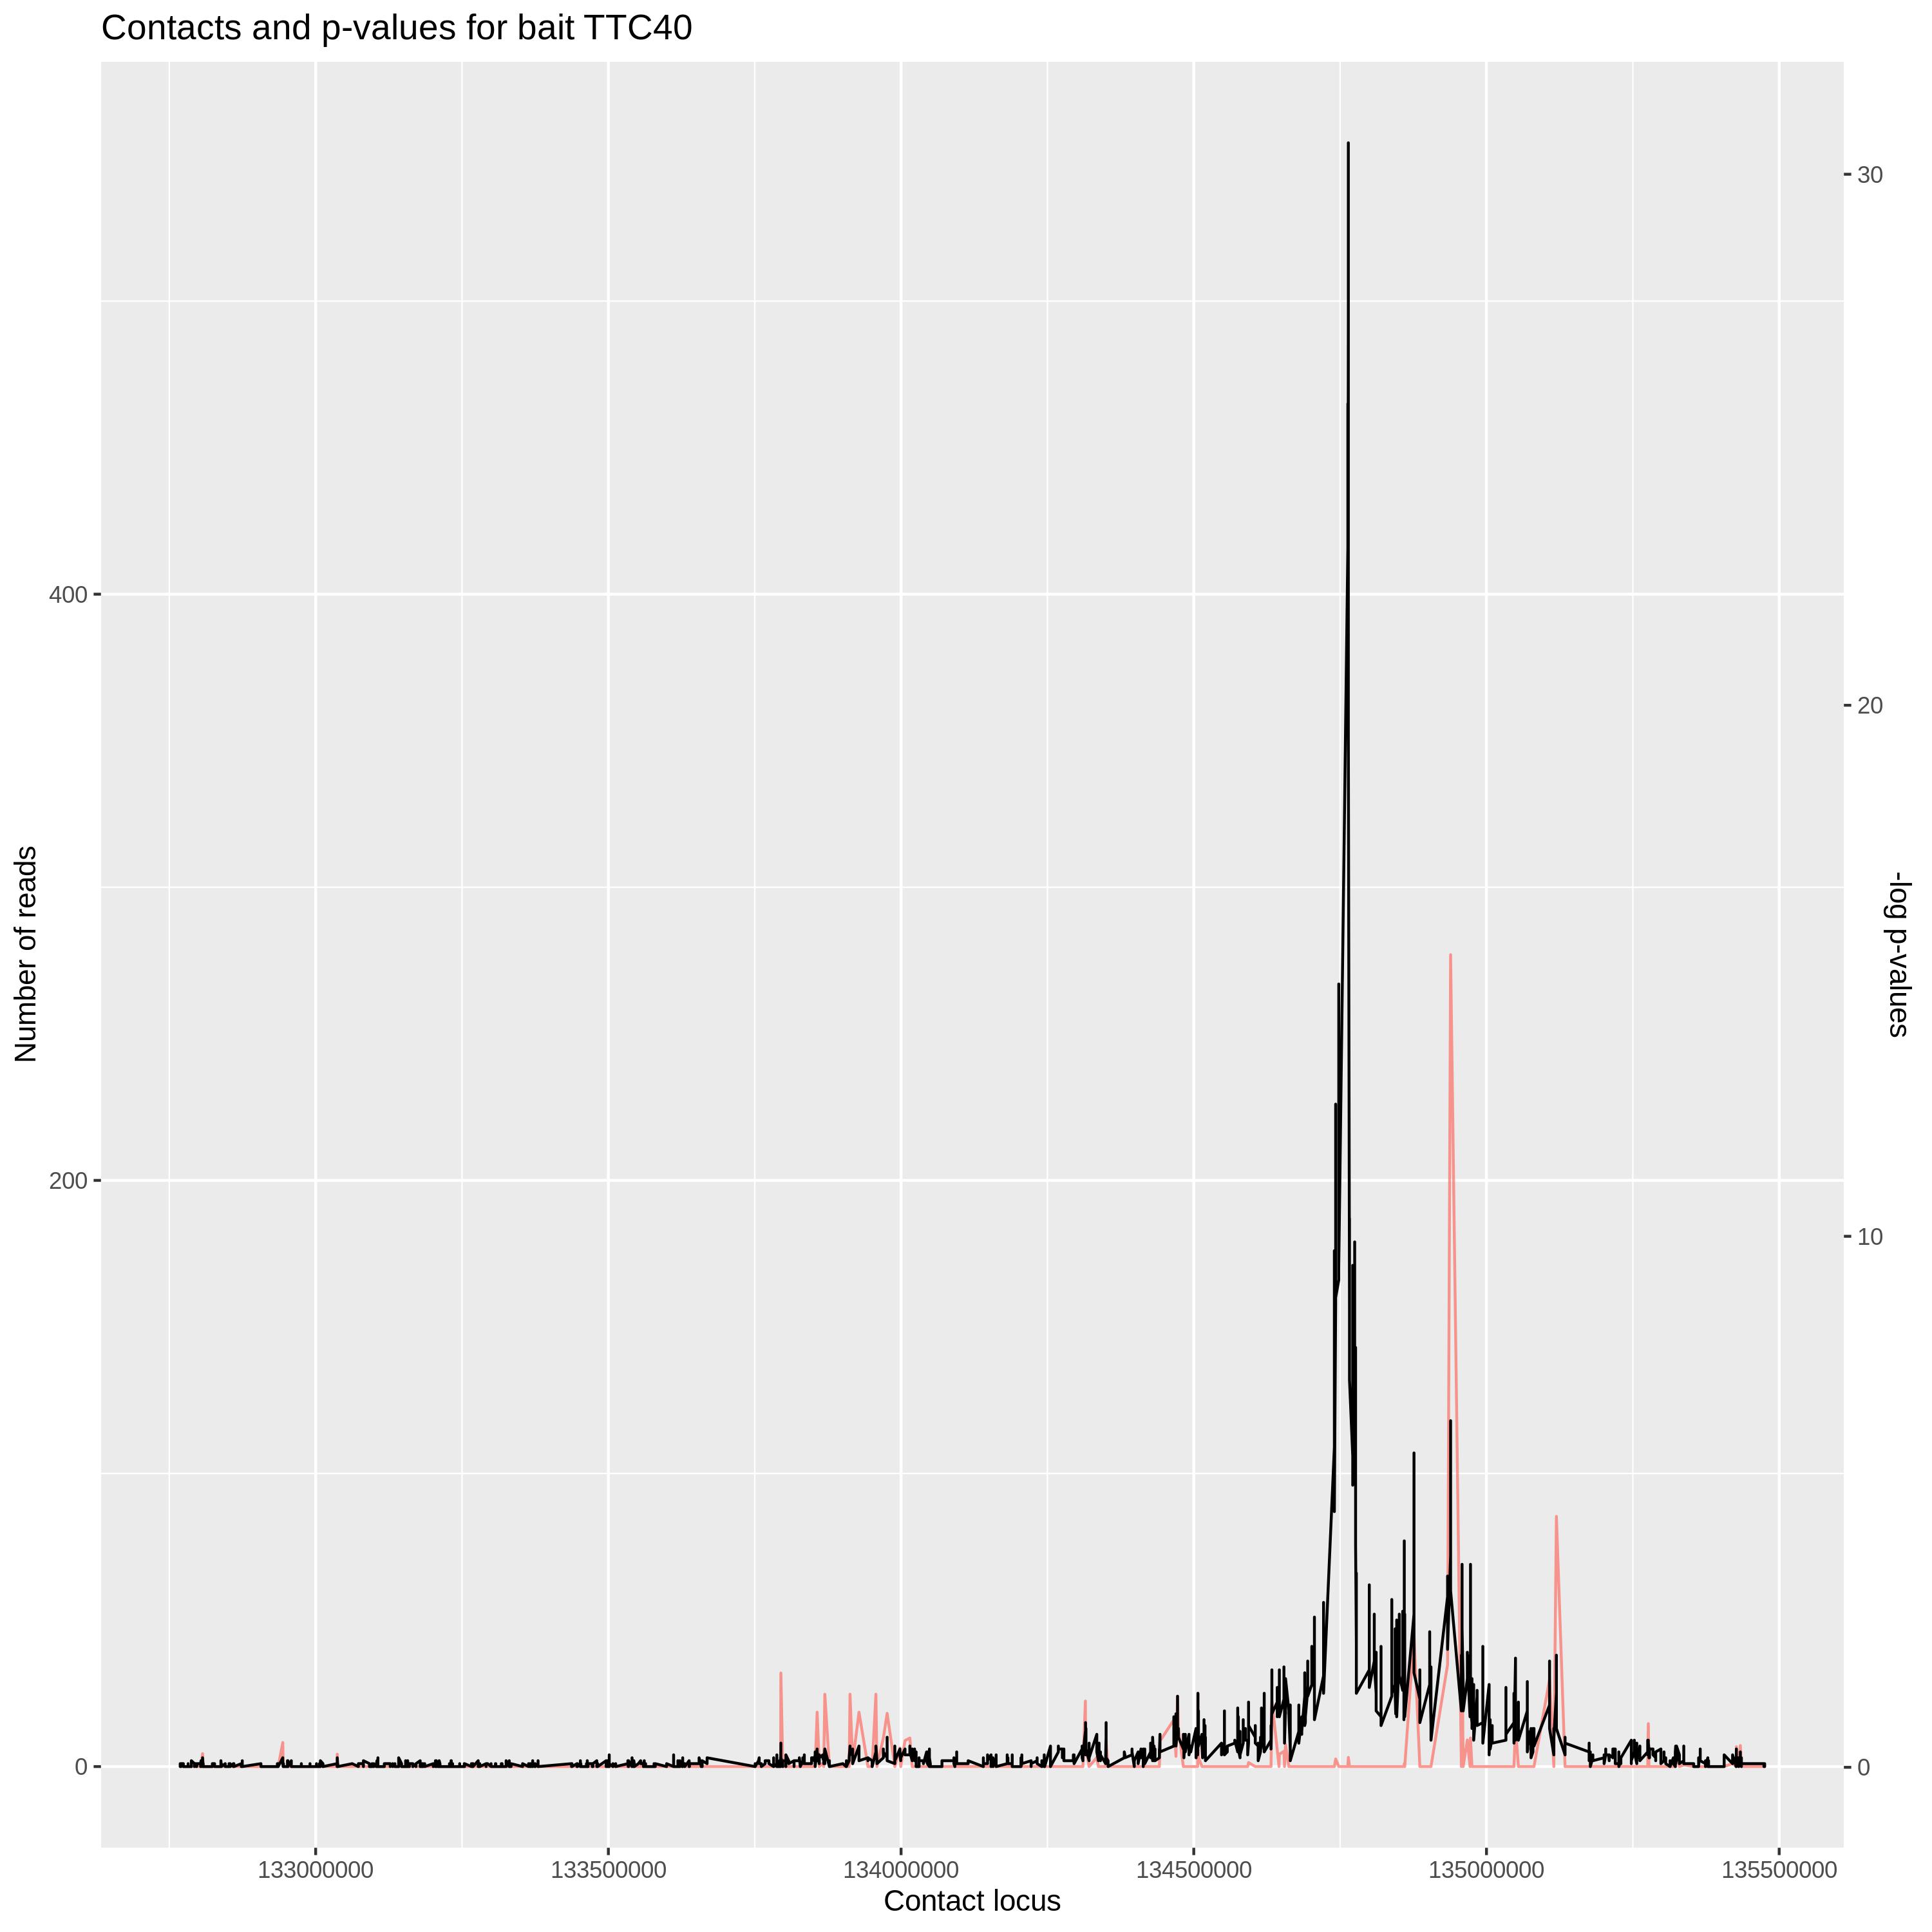 Contacts and p-values for bait TTC40
Number of reads
400
200
0
30
20
10
0
-log p-values
133000000 133500000 134000000 134500000 135000000 135500000
Contact locus